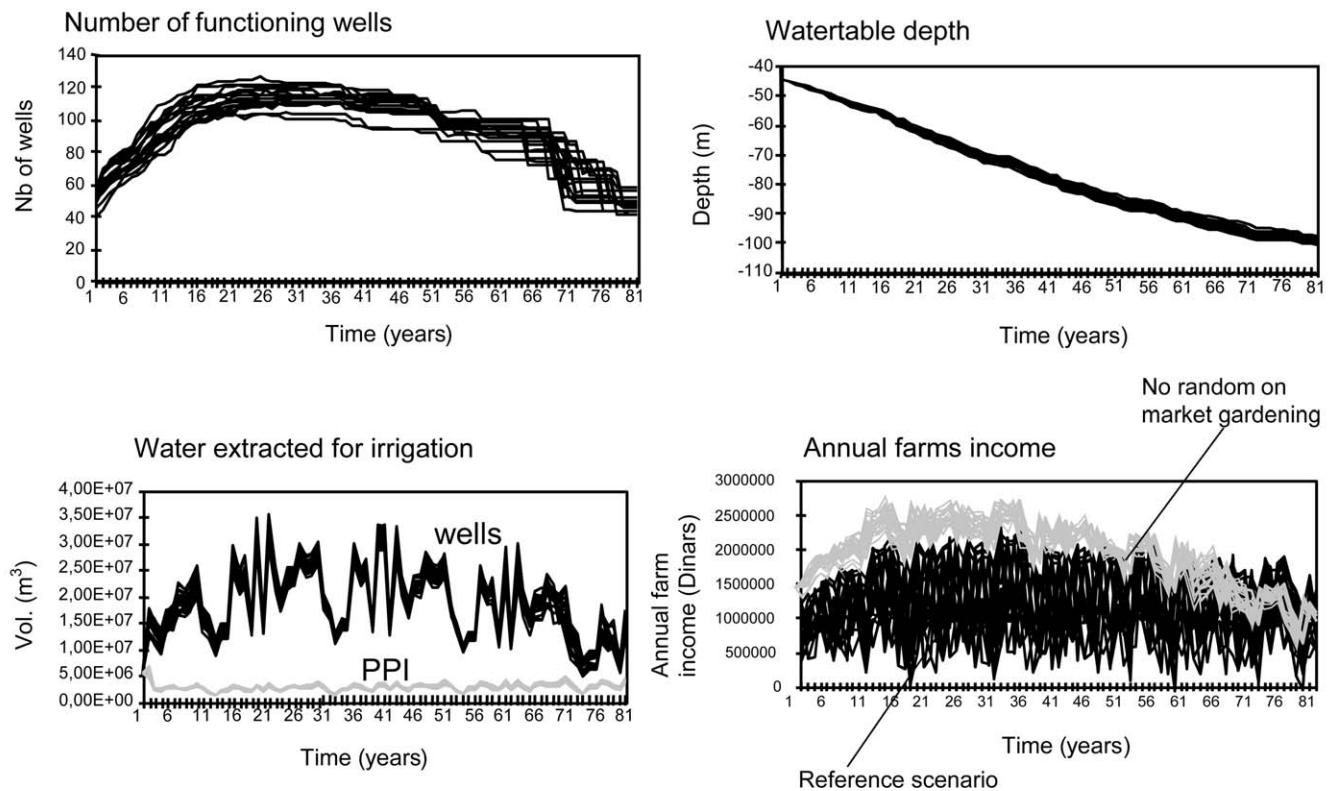 Number of functioning wells
140
120
100
80
60
40
20
0
Nb of wells
1 6 11 16 21 26 31 36 41 46 51 56 61 66 71 76 81
Time (years)
Watertable depth
-40
-50
-60
-70
-80
-90
-100
-110
Depth (m)
1 6 11 16 21 26 31 36 41 46 51 56 61 66 71 76 81
Time (years)
Water extracted for irrigation
4,00E+07
3,50E+07
3,00E+07
2,50E+07
2,00E+07
1,50E+07
1,00E+07
5,00E+06
0,00E+00
Vol. (m³)
wells
PPI
1 6 11 16 21 26 31 36 41 46 51 56 61 66 71 76 81
Time (years)
No random on
market gardening
Annual farms income
3000000
2500000
2000000
1500000
1000000
500000
0
Annual farm
income (Dinars)
1 6 11 16 21 26 31 36 41 46 51 56 61 66 71 76 81
Time (years)
Reference scenario